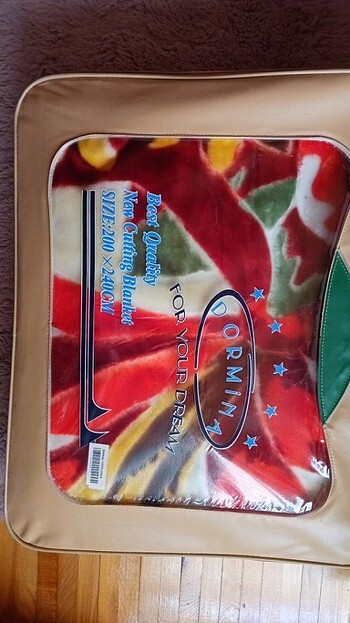 DORMINA
FOR YOUR DREAM
Best Quality
New Cutting Blanket
SIZE:200×240CM